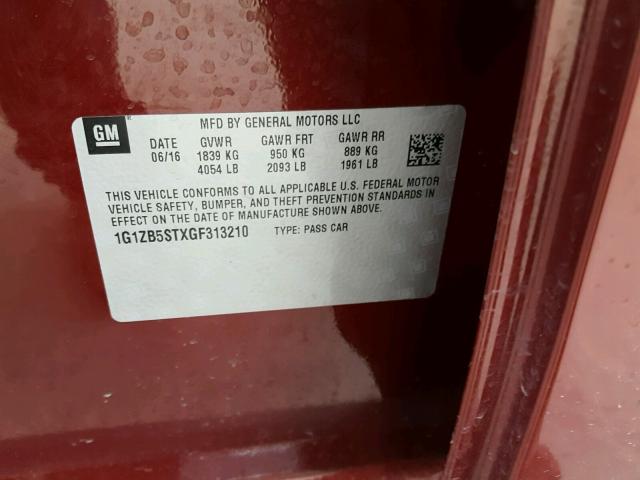 GM
MFD BY GENERAL MOTORS LLC
DATE GVWR GAWR FRT GAWR RR
06/16 1839 KG 950 KG 889 KG
4054 LB 2093 LB 1961 LB
THIS VEHICLE CONFORMS TO ALL APPLICABLE U.S. FEDERAL MOTOR
VEHICLE SAFETY, BUMPER, AND THEFT PREVENTION STANDARDS IN
EFFECT ON THE DATE OF MANUFACTURE SHOWN ABOVE.
1G1ZB5STXGF313210 TYPE: PASS CAR